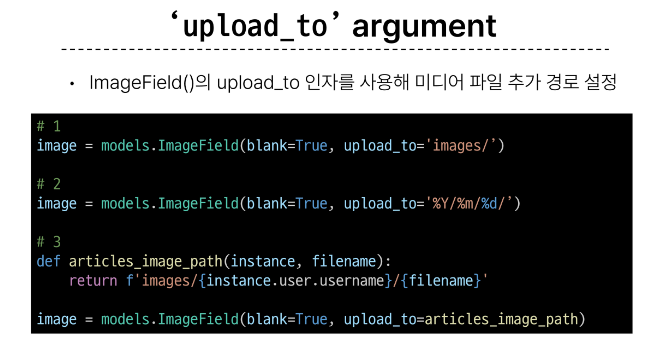 ‘upload_to’ argument
• ImageField()의 upload_to 인자를 사용해 미디어 파일 추가 경로 설정
# 1
image = models.ImageField(blank=True, upload_to='images/’)
# 2
image = models.ImageField(blank=True, upload_to='%Y/%m/%d/’)
# 3
def articles_image_path(instance, filename):
    return f'images/{instance.user.username}/{filename}'
image = models.ImageField(blank=True, upload_to=articles_image_path)